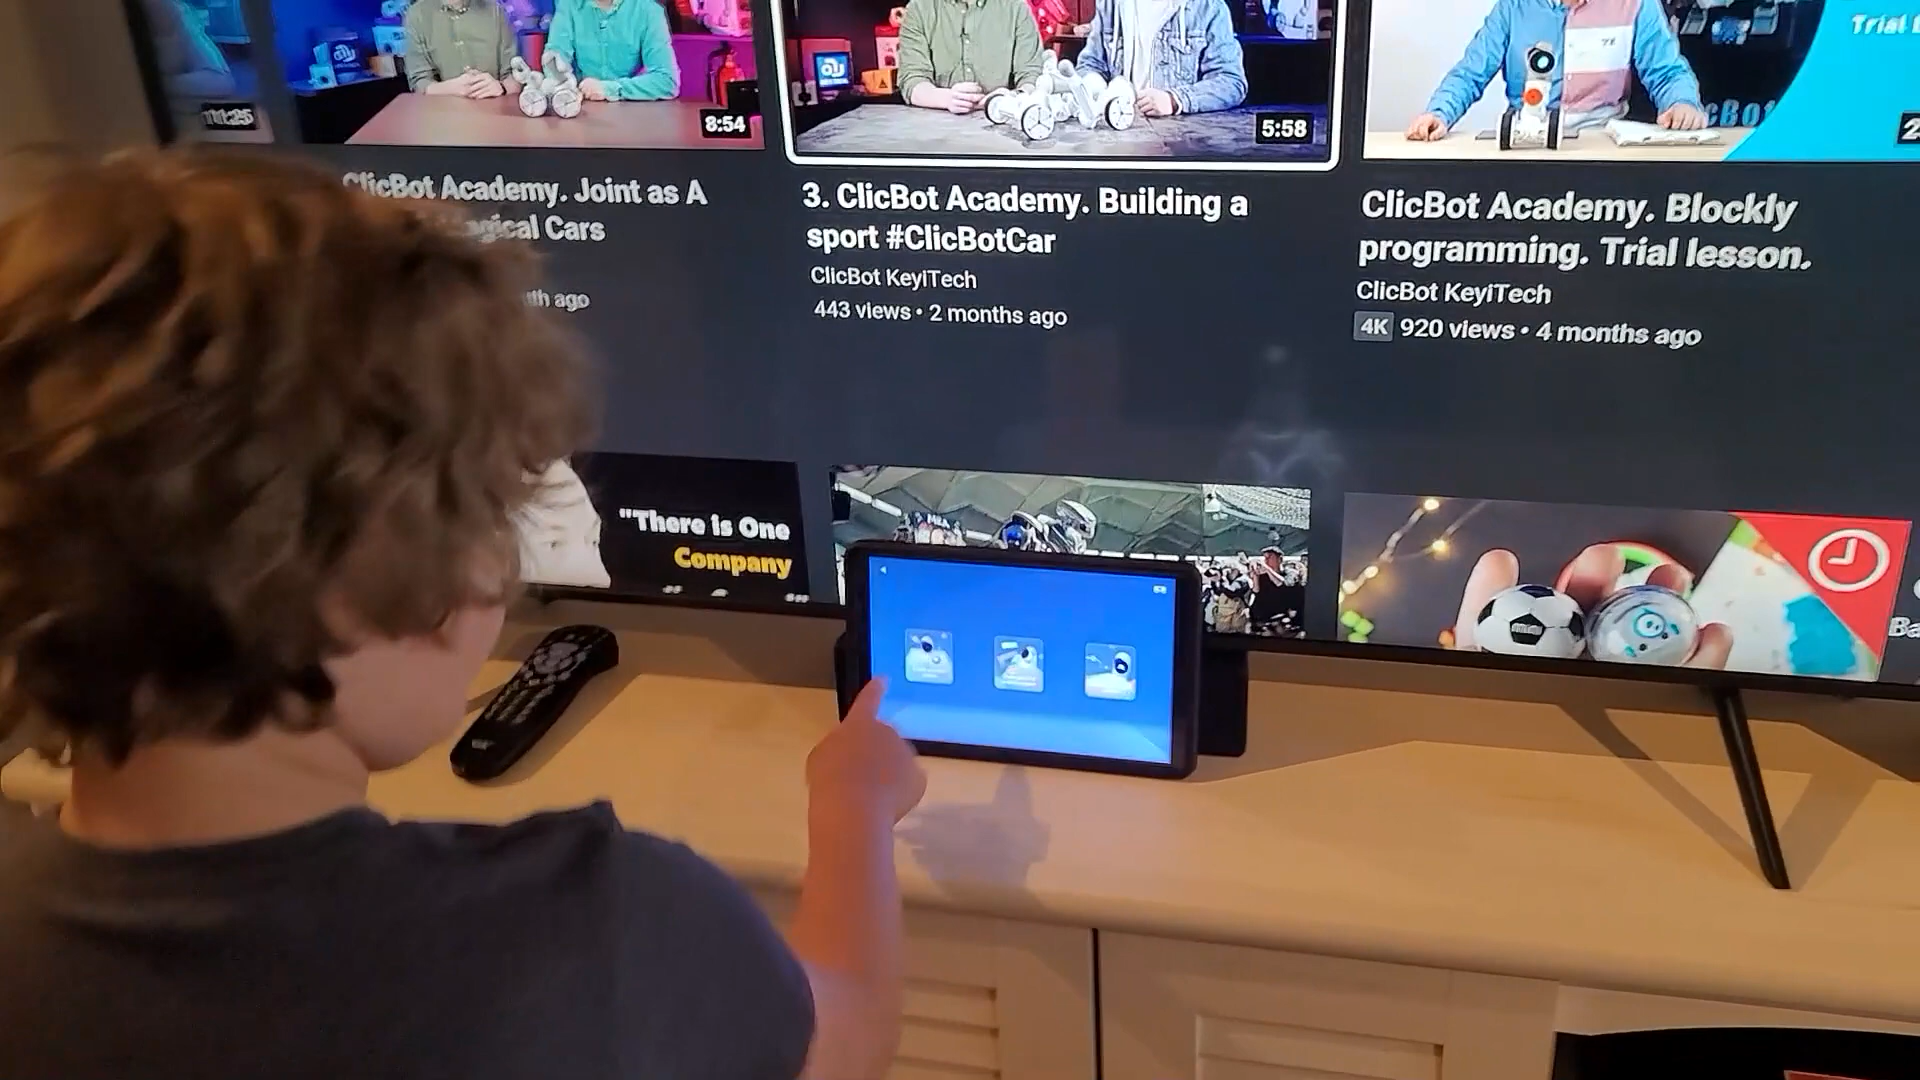 Trial
11:25
8:54
5:58
ClicBot Academy. Joint as A
Magical Cars
ago
3. ClicBot Academy. Building a
sport #ClicBotCar
ClicBot KeyiTech
443 views • 2 months ago
ClicBot Academy. Blockly
programming. Trial lesson.
ClicBot KeyiTech
4K 920 views • 4 months ago
"There is One
Company